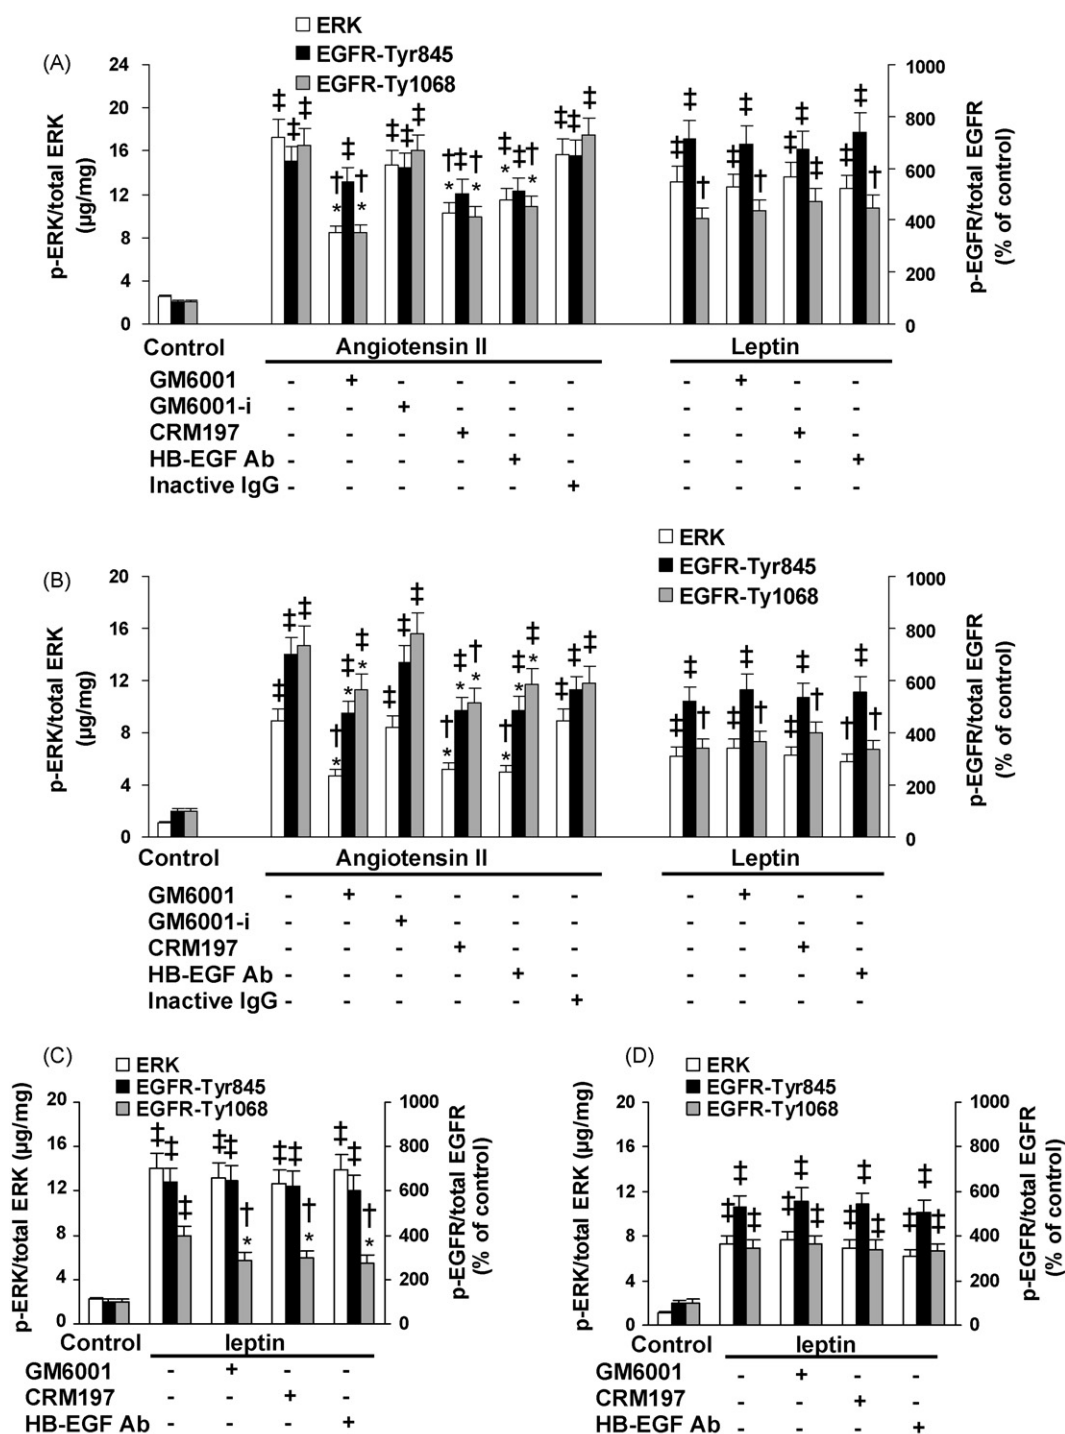 ERK
EGFR-Tyr845
EGFR-Ty1068
(A)
p-ERK/total ERK
(µg/mg)
24
20
16
12
8
4
0
‡ ‡ ‡ † * ‡ † * ‡ ‡ ‡ † * ‡ † * ‡ * ‡ † * ‡ ‡ ‡ ‡ ‡ † ‡ ‡ † ‡ ‡ ‡ ‡ ‡ †
1000
800
600
400
200
0
p-EGFR/total EGFR
(% of control)
Control Angiotensin II Leptin
GM6001 - + - - - - - + - -
GM6001-i - - + - - - - - - -
CRM197 - - - + - - - - + -
HB-EGF Ab - - - - + - - - - +
Inactive IgG - - - - - + - - - -
ERK
EGFR-Tyr845
EGFR-Ty1068
(B)
p-ERK/total ERK
(µg/mg)
20
16
12
8
4
0
‡ ‡ ‡ † * ‡ * ‡ * ‡ ‡ ‡ † * ‡ * † * † * ‡ * ‡ * ‡ ‡ ‡ ‡ ‡ † ‡ ‡ † ‡ ‡ † † ‡ †
1000
800
600
400
200
0
p-EGFR/total EGFR
(% of control)
Control Angiotensin II Leptin
GM6001 - + - - - - - + - -
GM6001-i - - + - - - - - - -
CRM197 - - - + - - - - + -
HB-EGF Ab - - - - + - - - - +
Inactive IgG - - - - - + - - - -
(C)
ERK
EGFR-Tyr845
EGFR-Ty1068
p-ERK/total ERK (µg/mg)
20
16
12
8
4
0
‡ ‡ ‡ ‡ ‡ † * ‡ ‡ † * ‡ ‡ † *
1000
800
600
400
200
0
p-EGFR/total EGFR
(% of control)
Control leptin
GM6001 - + - -
CRM197 - - + -
HB-EGF Ab - - - +
(D)
ERK
EGFR-Tyr845
EGFR-Ty1068
p-ERK/total ERK (µg/mg)
20
16
12
8
4
0
‡ ‡ ‡ ‡ ‡ ‡ ‡ ‡ ‡ ‡ ‡ ‡
1000
800
600
400
200
0
p-EGFR/total EGFR
(% of control)
Control leptin
GM6001 - + - -
CRM197 - - + -
HB-EGF Ab - - - +